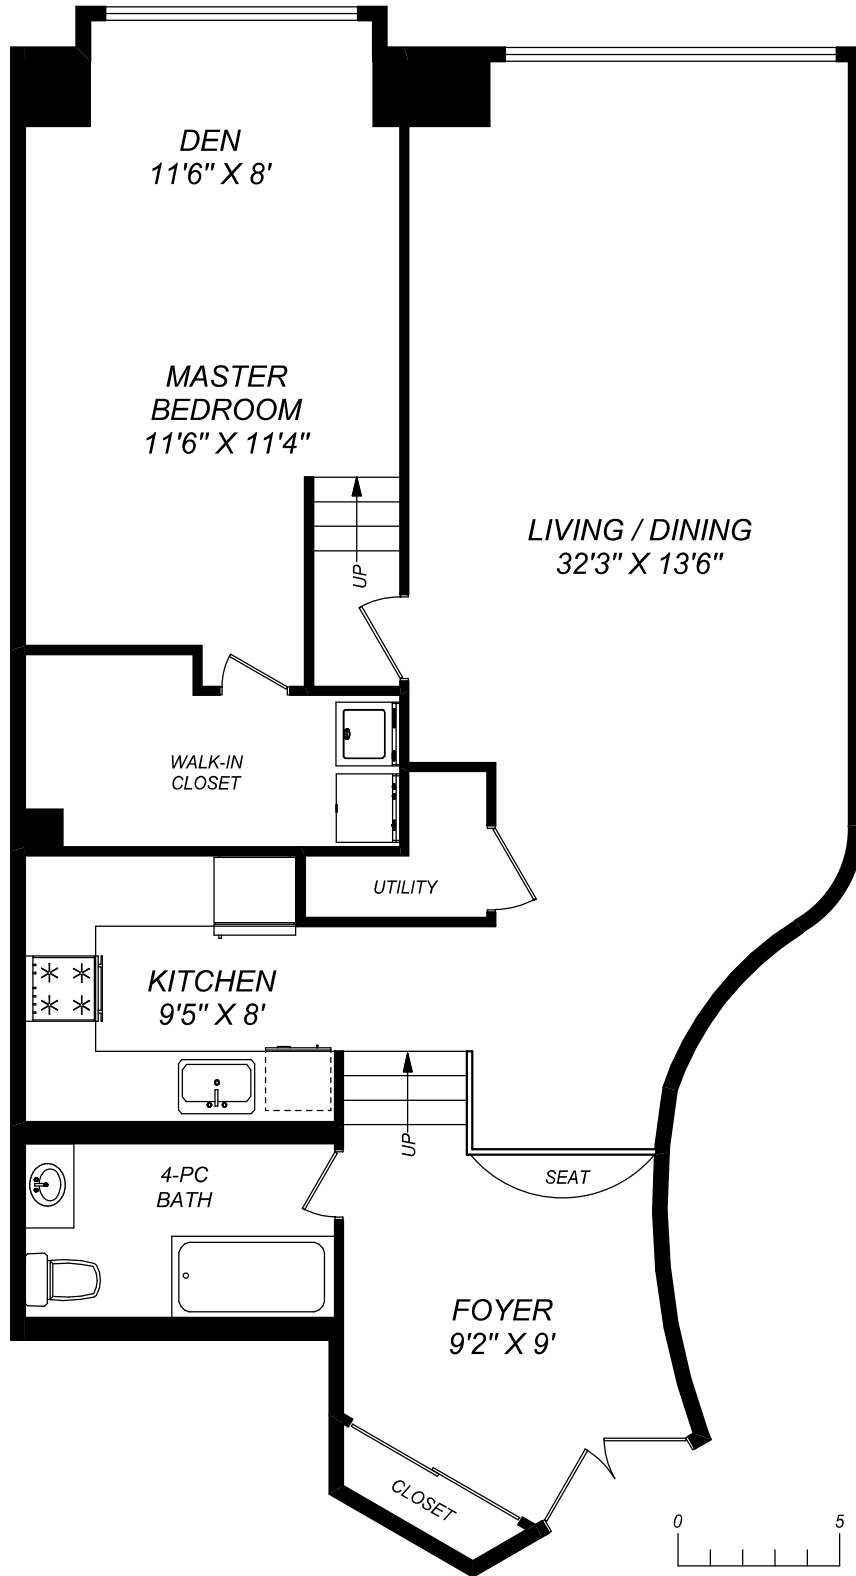 DEN
11'6" X 8'
MASTER
BEDROOM
11'6" X 11'4"
UP
LIVING / DINING
32'3" X 13'6"
WALK-IN
CLOSET
UTILITY
KITCHEN
9'5" X 8'
UP
4-PC
BATH
SEAT
FOYER
9'2" X 9'
CLOSET
0 5